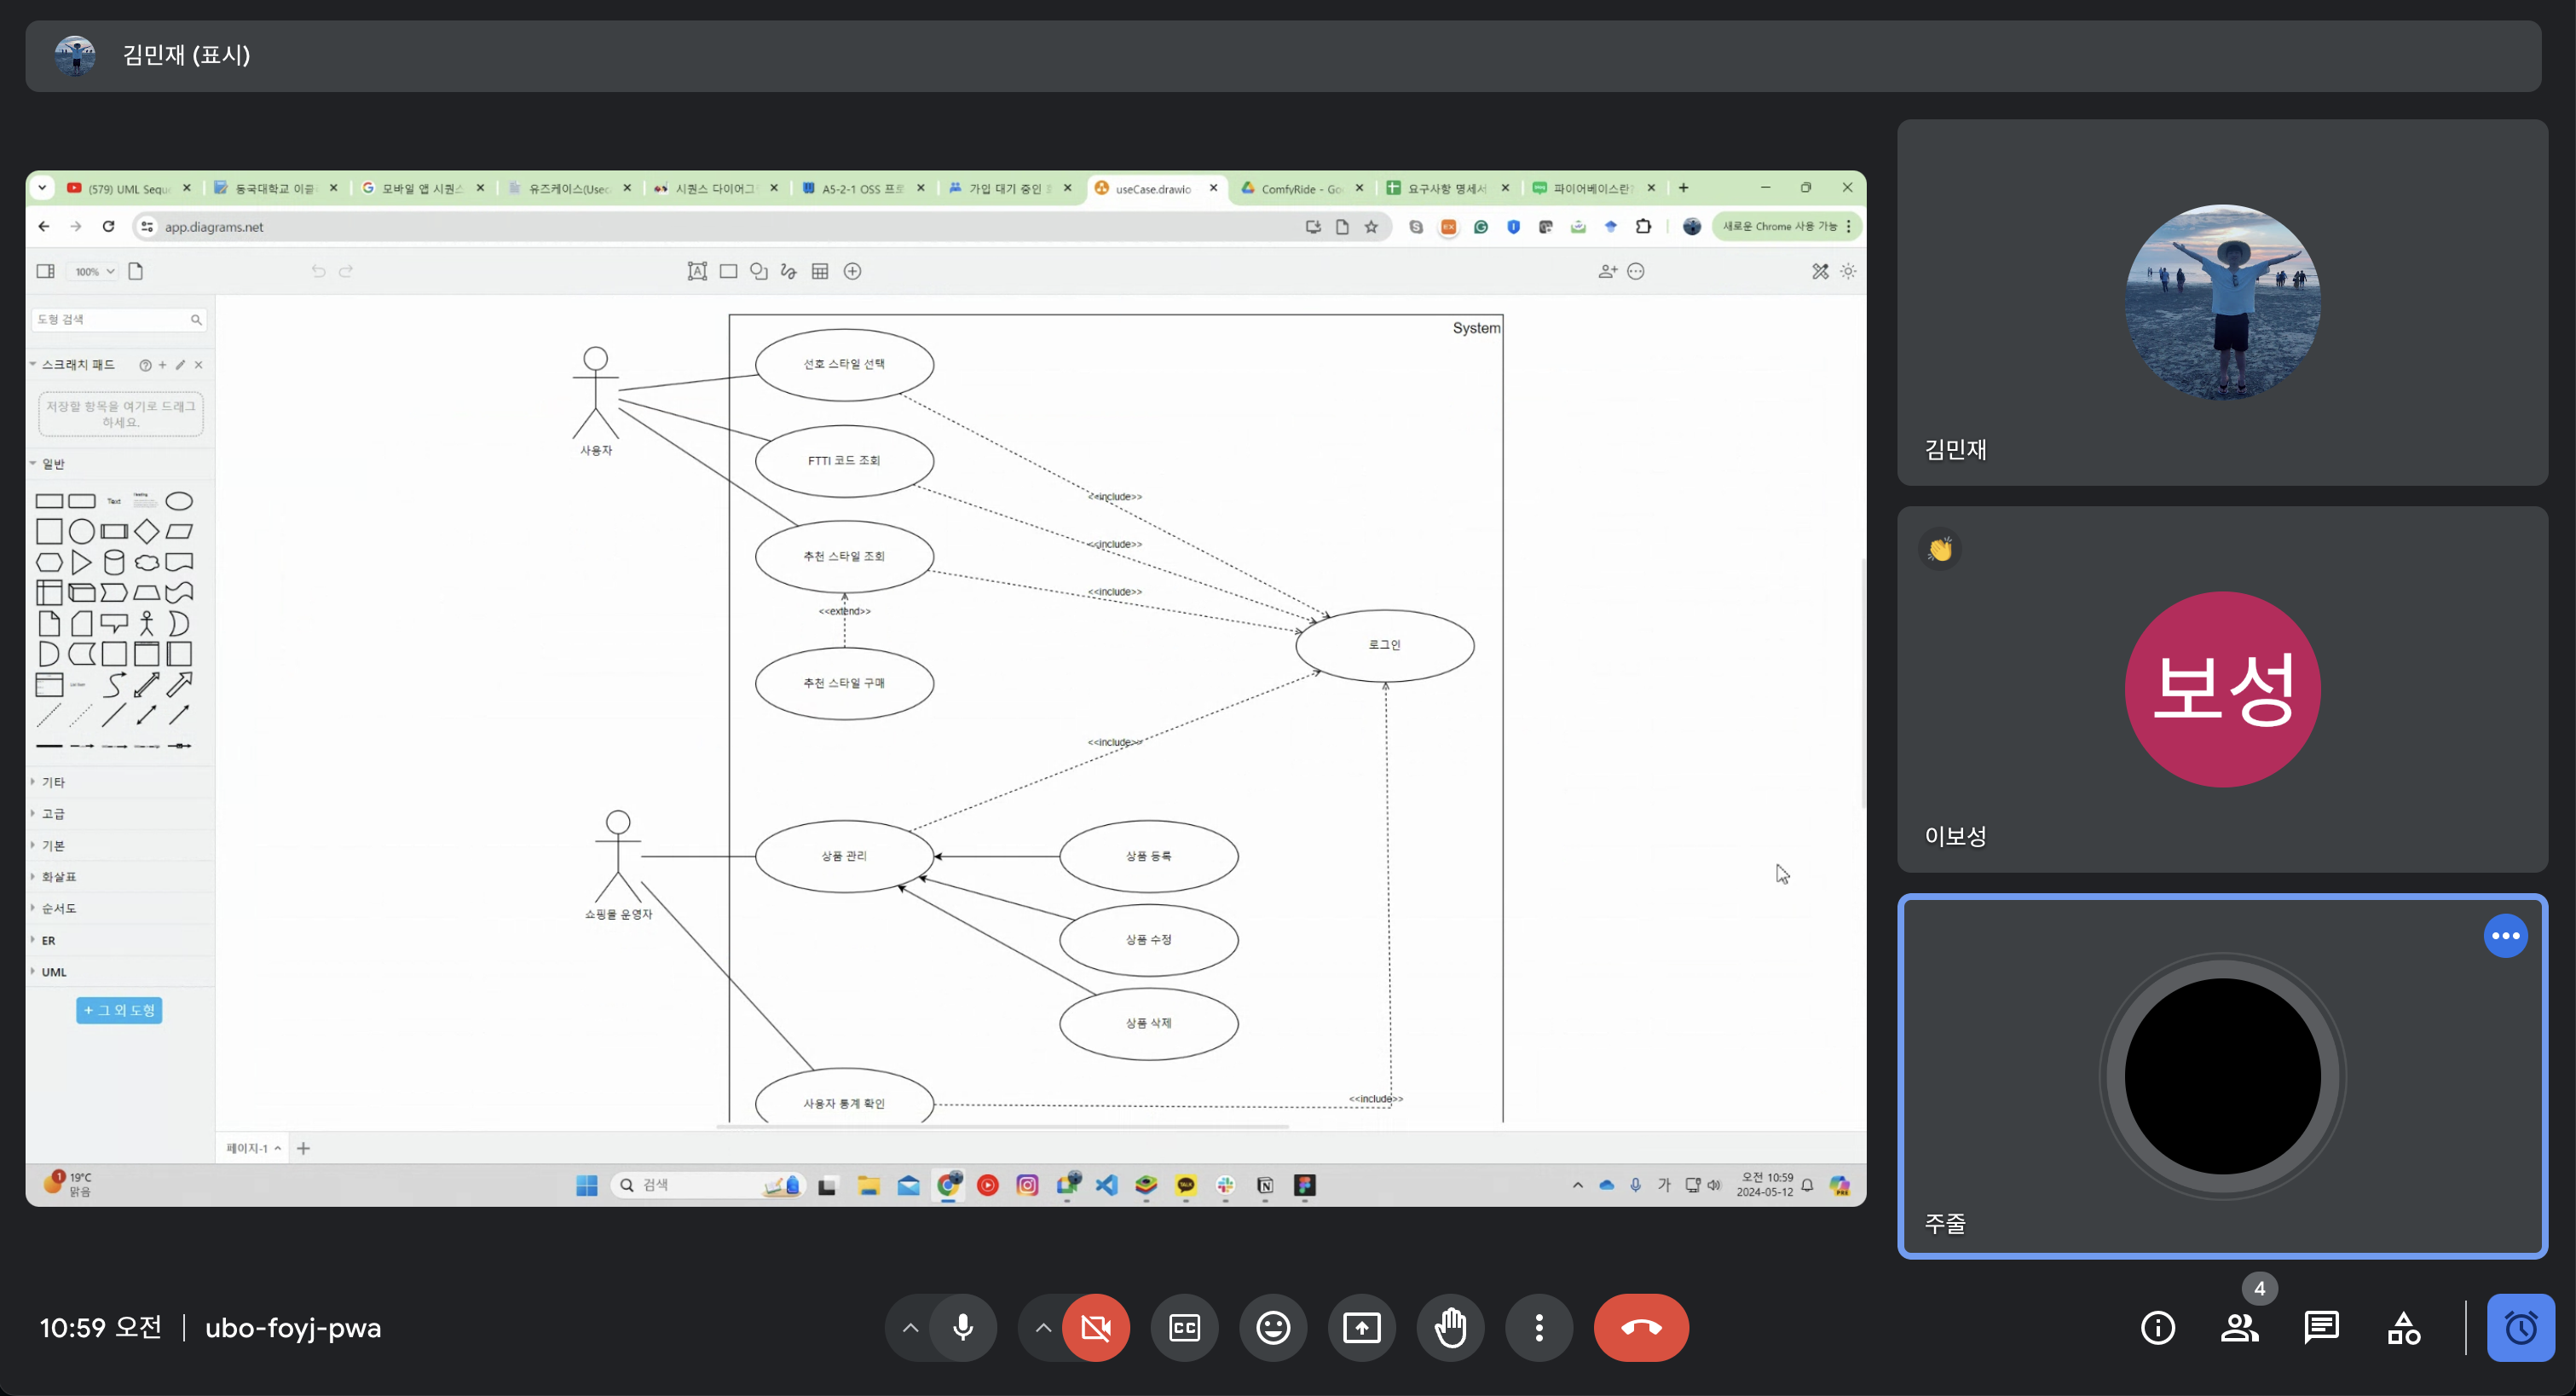 김민재 (표시)
(579) UML Sequ
동국대학교 이클
모바일 앱 시퀀스
유즈케이스(Usec
시퀀스 다이어그
A5-2-1 OSS 프로
가입 대기 중인
useCase.drawio
ComfyRide - Go
요구사항 명세서
파이어베이스란
app.diagrams.net
새로운 Chrome 사용 가능
100%
도형 검색
스크래치 패드
저장할 항목을 여기로 드래그
하세요.
일반
Text
기타
고급
기본
화살표
순서도
ER
UML
+ 그 외 도형
System
사용자
선호 스타일 선택
FTTI 코드 조회
추천 스타일 조회
<<include>>
<<include>>
<<include>>
<<extend>>
추천 스타일 구매
로그인
<<include>>
쇼핑몰 운영자
상품 관리
상품 등록
상품 수정
상품 삭제
사용자 통계 확인
<<include>>
페이지-1
1
19°C
맑음
검색
가
오전 10:59
2024-05-12
김민재
보성
이보성
주줄
10:59 오전
ubo-foyj-pwa
CC
4